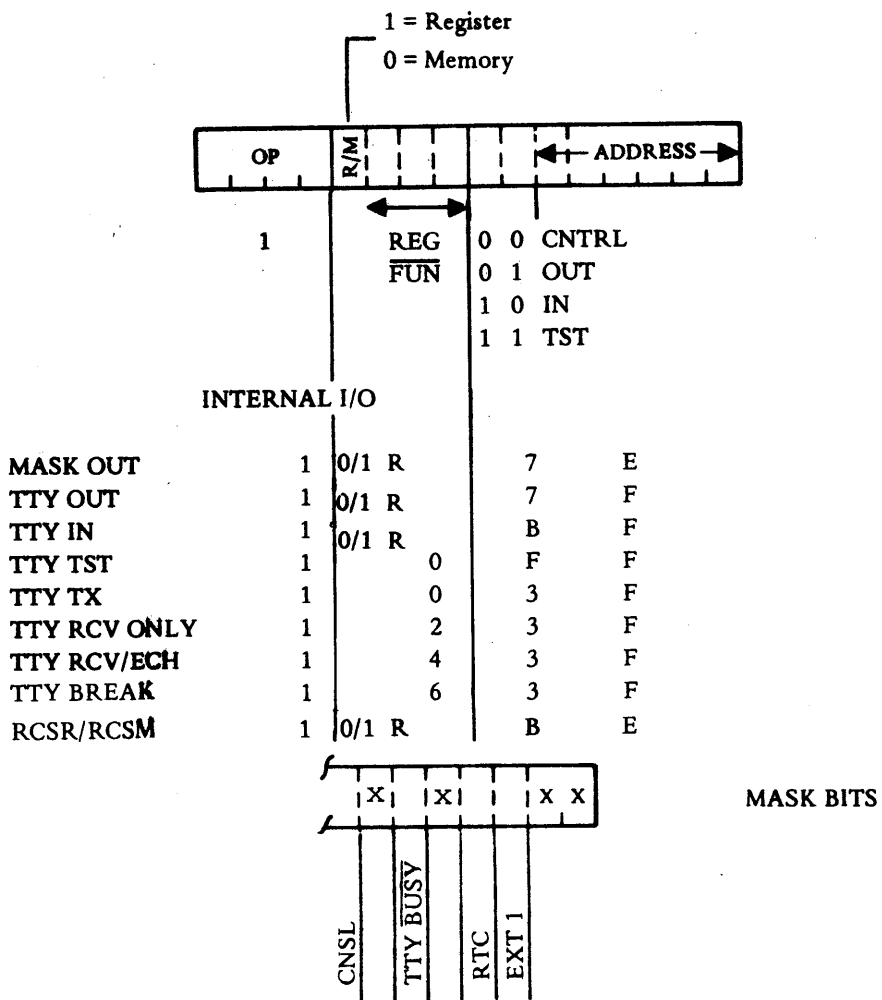 1 = Register
0 = Memory
OP R/M ADDRESS
1 REG 0 0 CNTRL
FUN 0 1 OUT
1 0 IN
1 1 TST
INTERNAL I/O
MASK OUT 1 0/1 R 7 E
TTY OUT 1 0/1 R 7 F
TTY IN 1 0/1 R B F
TTY TST 1 0 F F
TTY TX 1 0 3 F
TTY RCV ONLY 1 2 3 F
TTY RCV/ECH 1 4 3 F
TTY BREAK 1 6 3 F
RCSR/RCSM 1 0/1 R B E
X X X X MASK BITS
CNSL
TTY BUSY
RTC
EXT 1